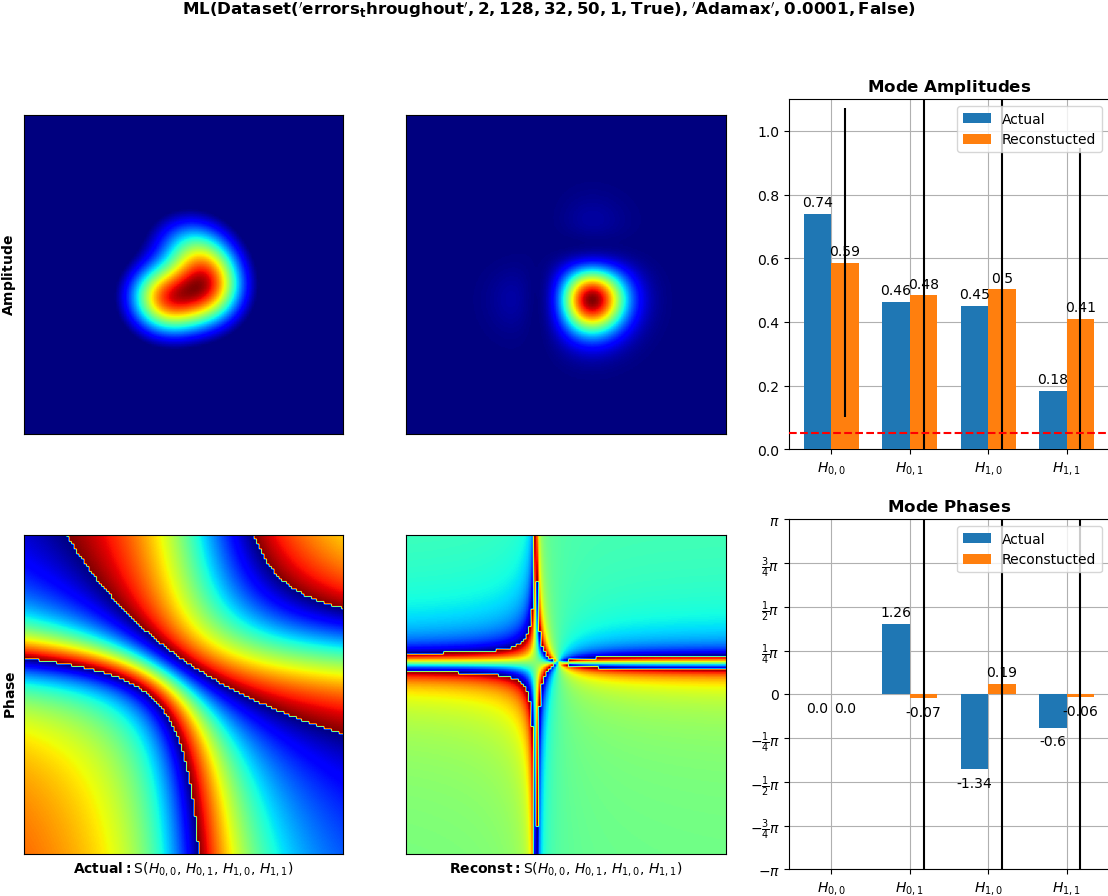 ML(Dataset('errors_throughout', 2, 128, 32, 50, 1, True), 'Adamax', 0.0001, False)
Amplitude
Mode Amplitudes
Actual
Reconstucted
1.0
0.8
0.6
0.4
0.2
0.0
0.74
0.59
0.46
0.48
0.45
0.5
0.18
0.41
H0,0
H0,1
H1,0
H1,1
Phase
Actual: S(H0,0, H0,1, H1,0, H1,1)
Reconst: S(H0,0, H0,1, H1,0, H1,1)
Mode Phases
Actual
Reconstucted
π
3/4π
1/2π
1/4π
0
−1/4π
−1/2π
−3/4π
−π
0.0
0.0
1.26
-0.07
-1.34
0.19
-0.6
-0.06
H0,0
H0,1
H1,0
H1,1